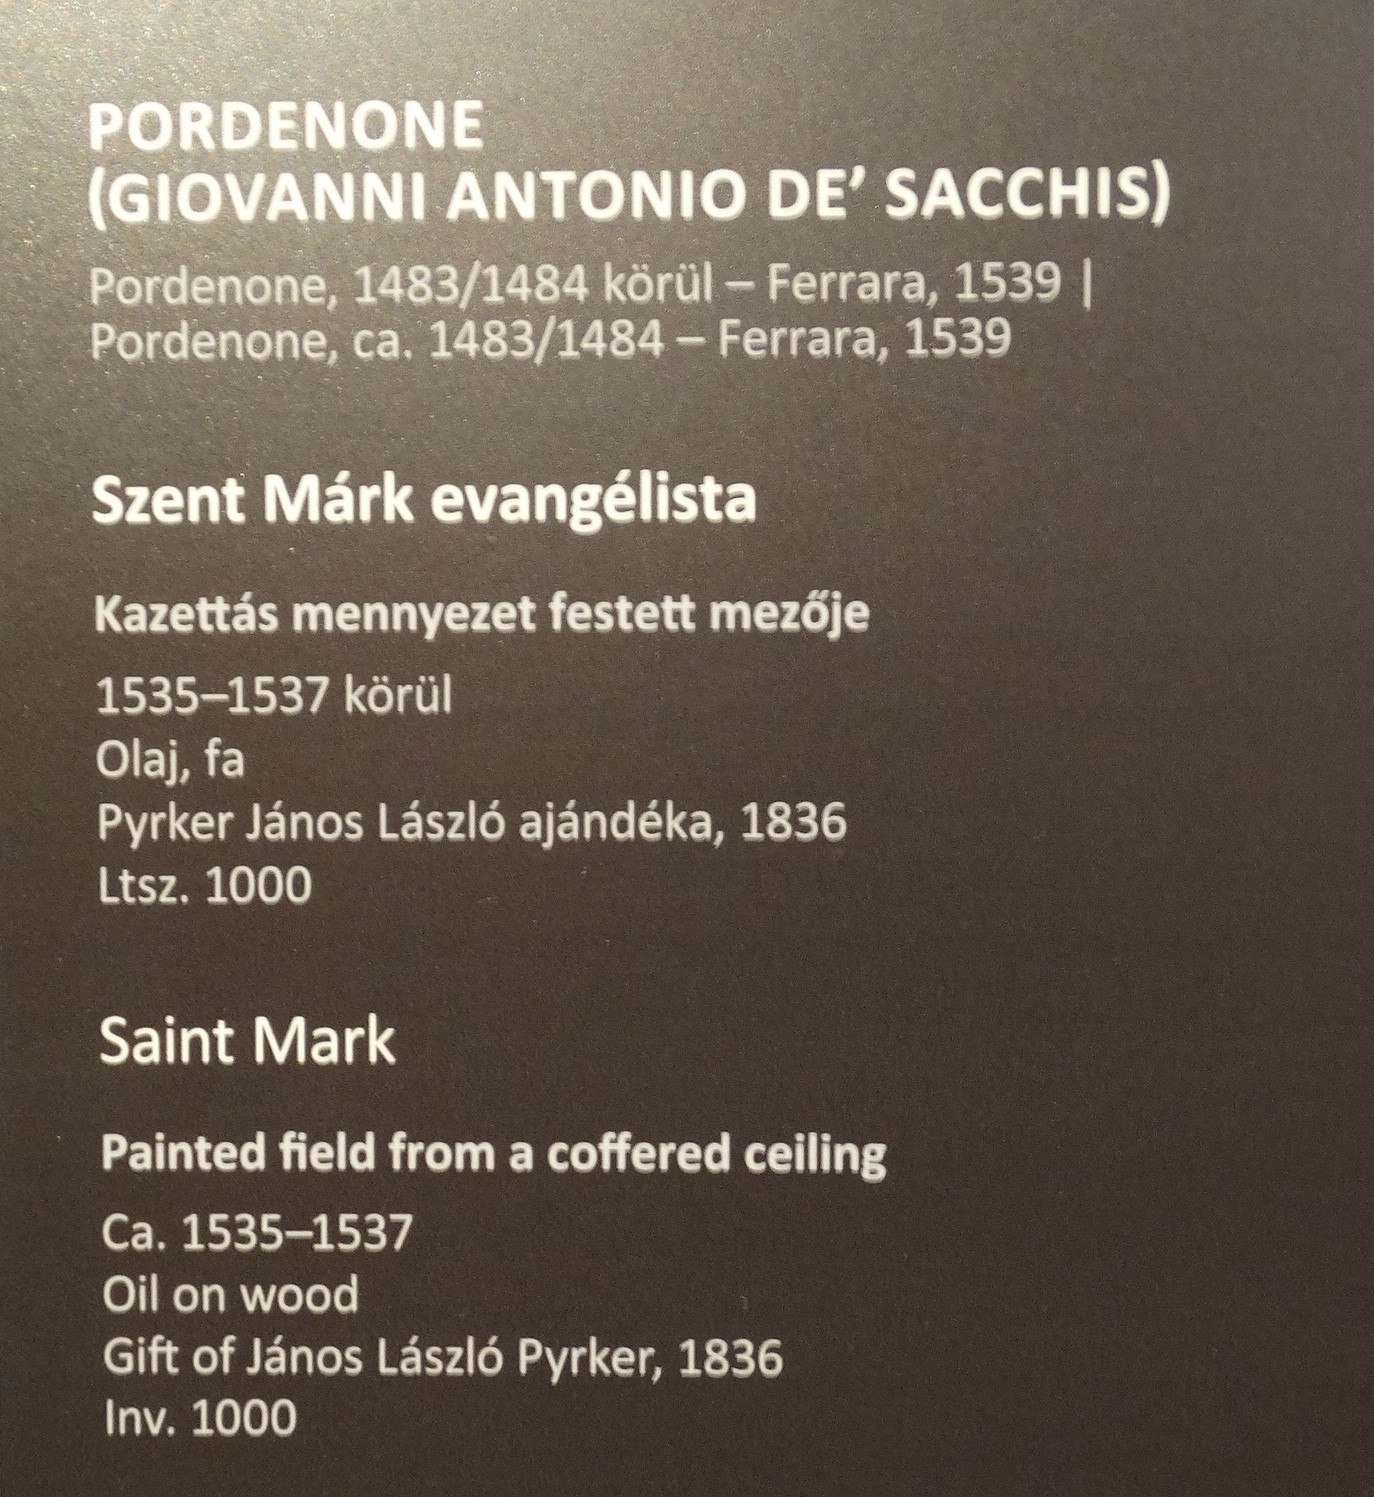 PORDENONE
(GIOVANNI ANTONIO DE’ SACCHIS)
Pordenone, 1483/1484 körül – Ferrara, 1539 |
Pordenone, ca. 1483/1484 – Ferrara, 1539
Szent Márk evangélista
Kazettás mennyezet festett mezője
1535–1537 körül
Olaj, fa
Pyrker János László ajándéka, 1836
Ltsz. 1000
Saint Mark
Painted field from a coffered ceiling
Ca. 1535–1537
Oil on wood
Gift of János László Pyrker, 1836
Inv. 1000